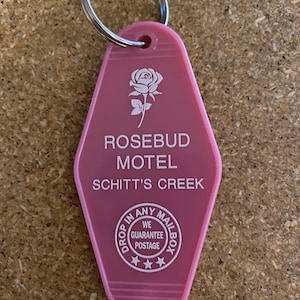 ROSEBUD
MOTEL
SCHITT'S CREEK
DROP IN ANY MAILBOX
WE
GUARANTEE
POSTAGE